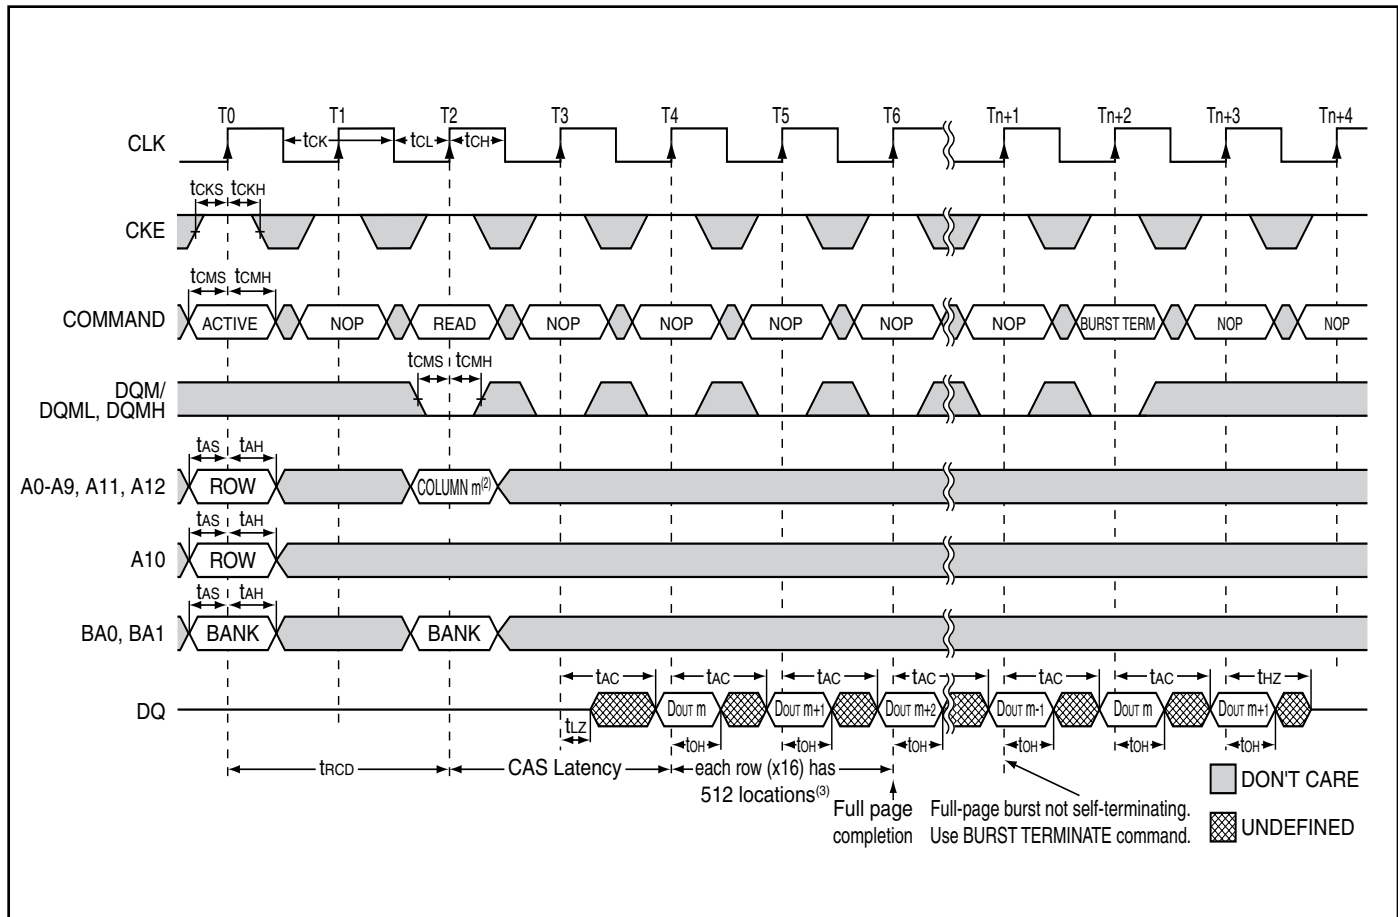 T0 T1 T2 T3 T4 T5 T6 Tn+1 Tn+2 Tn+3 Tn+4
CLK tCK tCL tCH
tCKS tCKH
CKE
tCMS tCMH
COMMAND ACTIVE NOP READ NOP NOP NOP NOP NOP BURST TERM NOP NOP
tCMS tCMH
DQM/
DQML, DQMH
tAS tAH
A0-A9, A11, A12 ROW COLUMN m(2)
tAS tAH
A10 ROW
tAS tAH
BA0, BA1 BANK BANK
tAC tAC tAC tAC tAC tAC tHZ
DQ DOUT m DOUT m+1 DOUT m+2 DOUT m-1 DOUT m DOUT m+1
tLZ tOH tOH tOH tOH tOH tOH
tRCD CAS Latency each row (x16) has
512 locations(3)
Full page
completion
Full-page burst not self-terminating.
Use BURST TERMINATE command.
DON'T CARE
UNDEFINED